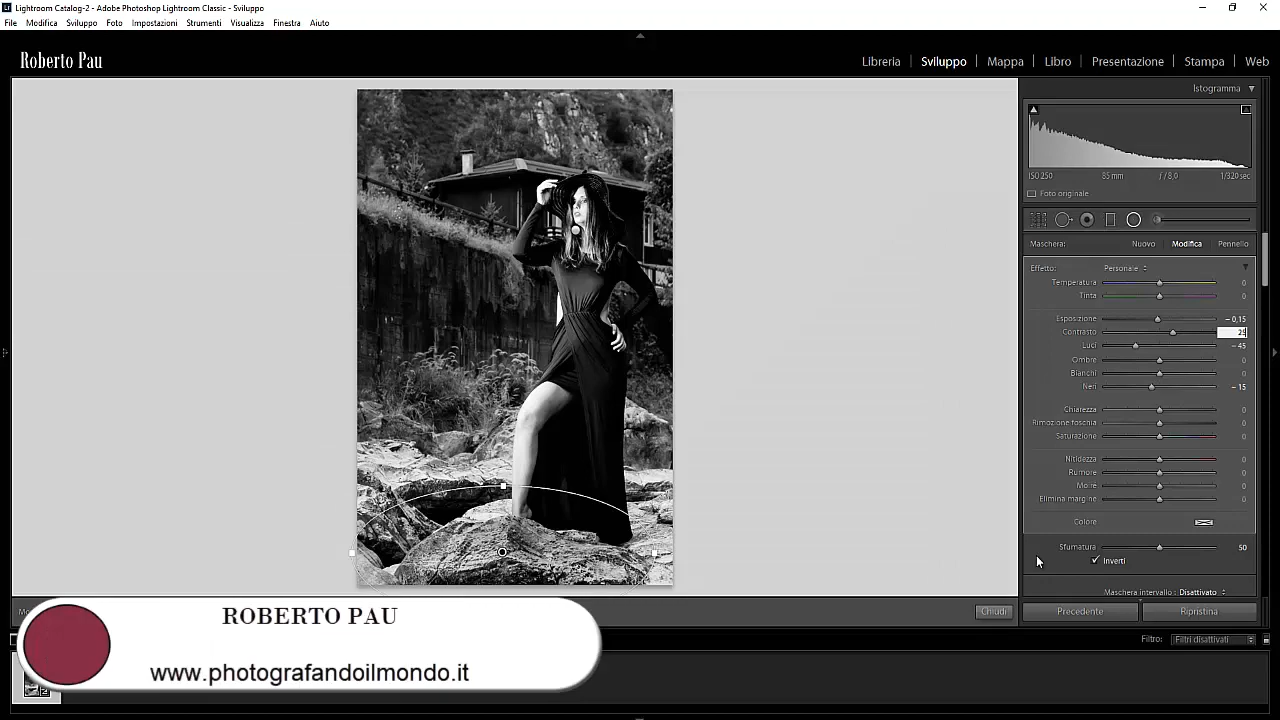 Lightroom Catalog-2 - Adobe Photoshop Lightroom Classic - Sviluppo
File Modifica Sviluppo Foto Impostazioni Strumenti Visualizza Finestra Aiuto
Roberto Pau
Libreria | Sviluppo | Mappa | Libro | Presentazione | Stampa | Web
Istogramma
ISO 250 85 mm f / 8,0 1/320 sec
Foto originale
Maschera: Nuovo Modifica Pennello
Effetto: Personale
Temperatura 0
Tinta 0
Esposizione – 0,15
Contrasto 25
Luci – 45
Ombre 0
Bianchi 0
Neri – 15
Chiarezza 0
Rimozione foschia 0
Saturazione 0
Nitidezza 0
Rumore 0
Moire 0
Elimina margine 0
Colore
Sfumatura 50
Inverti
Maschera intervallo : Disattivato
Chiudi
Precedente Ripristina
Filtro: Filtri disattivati
ROBERTO PAU
www.photografandoilmondo.it